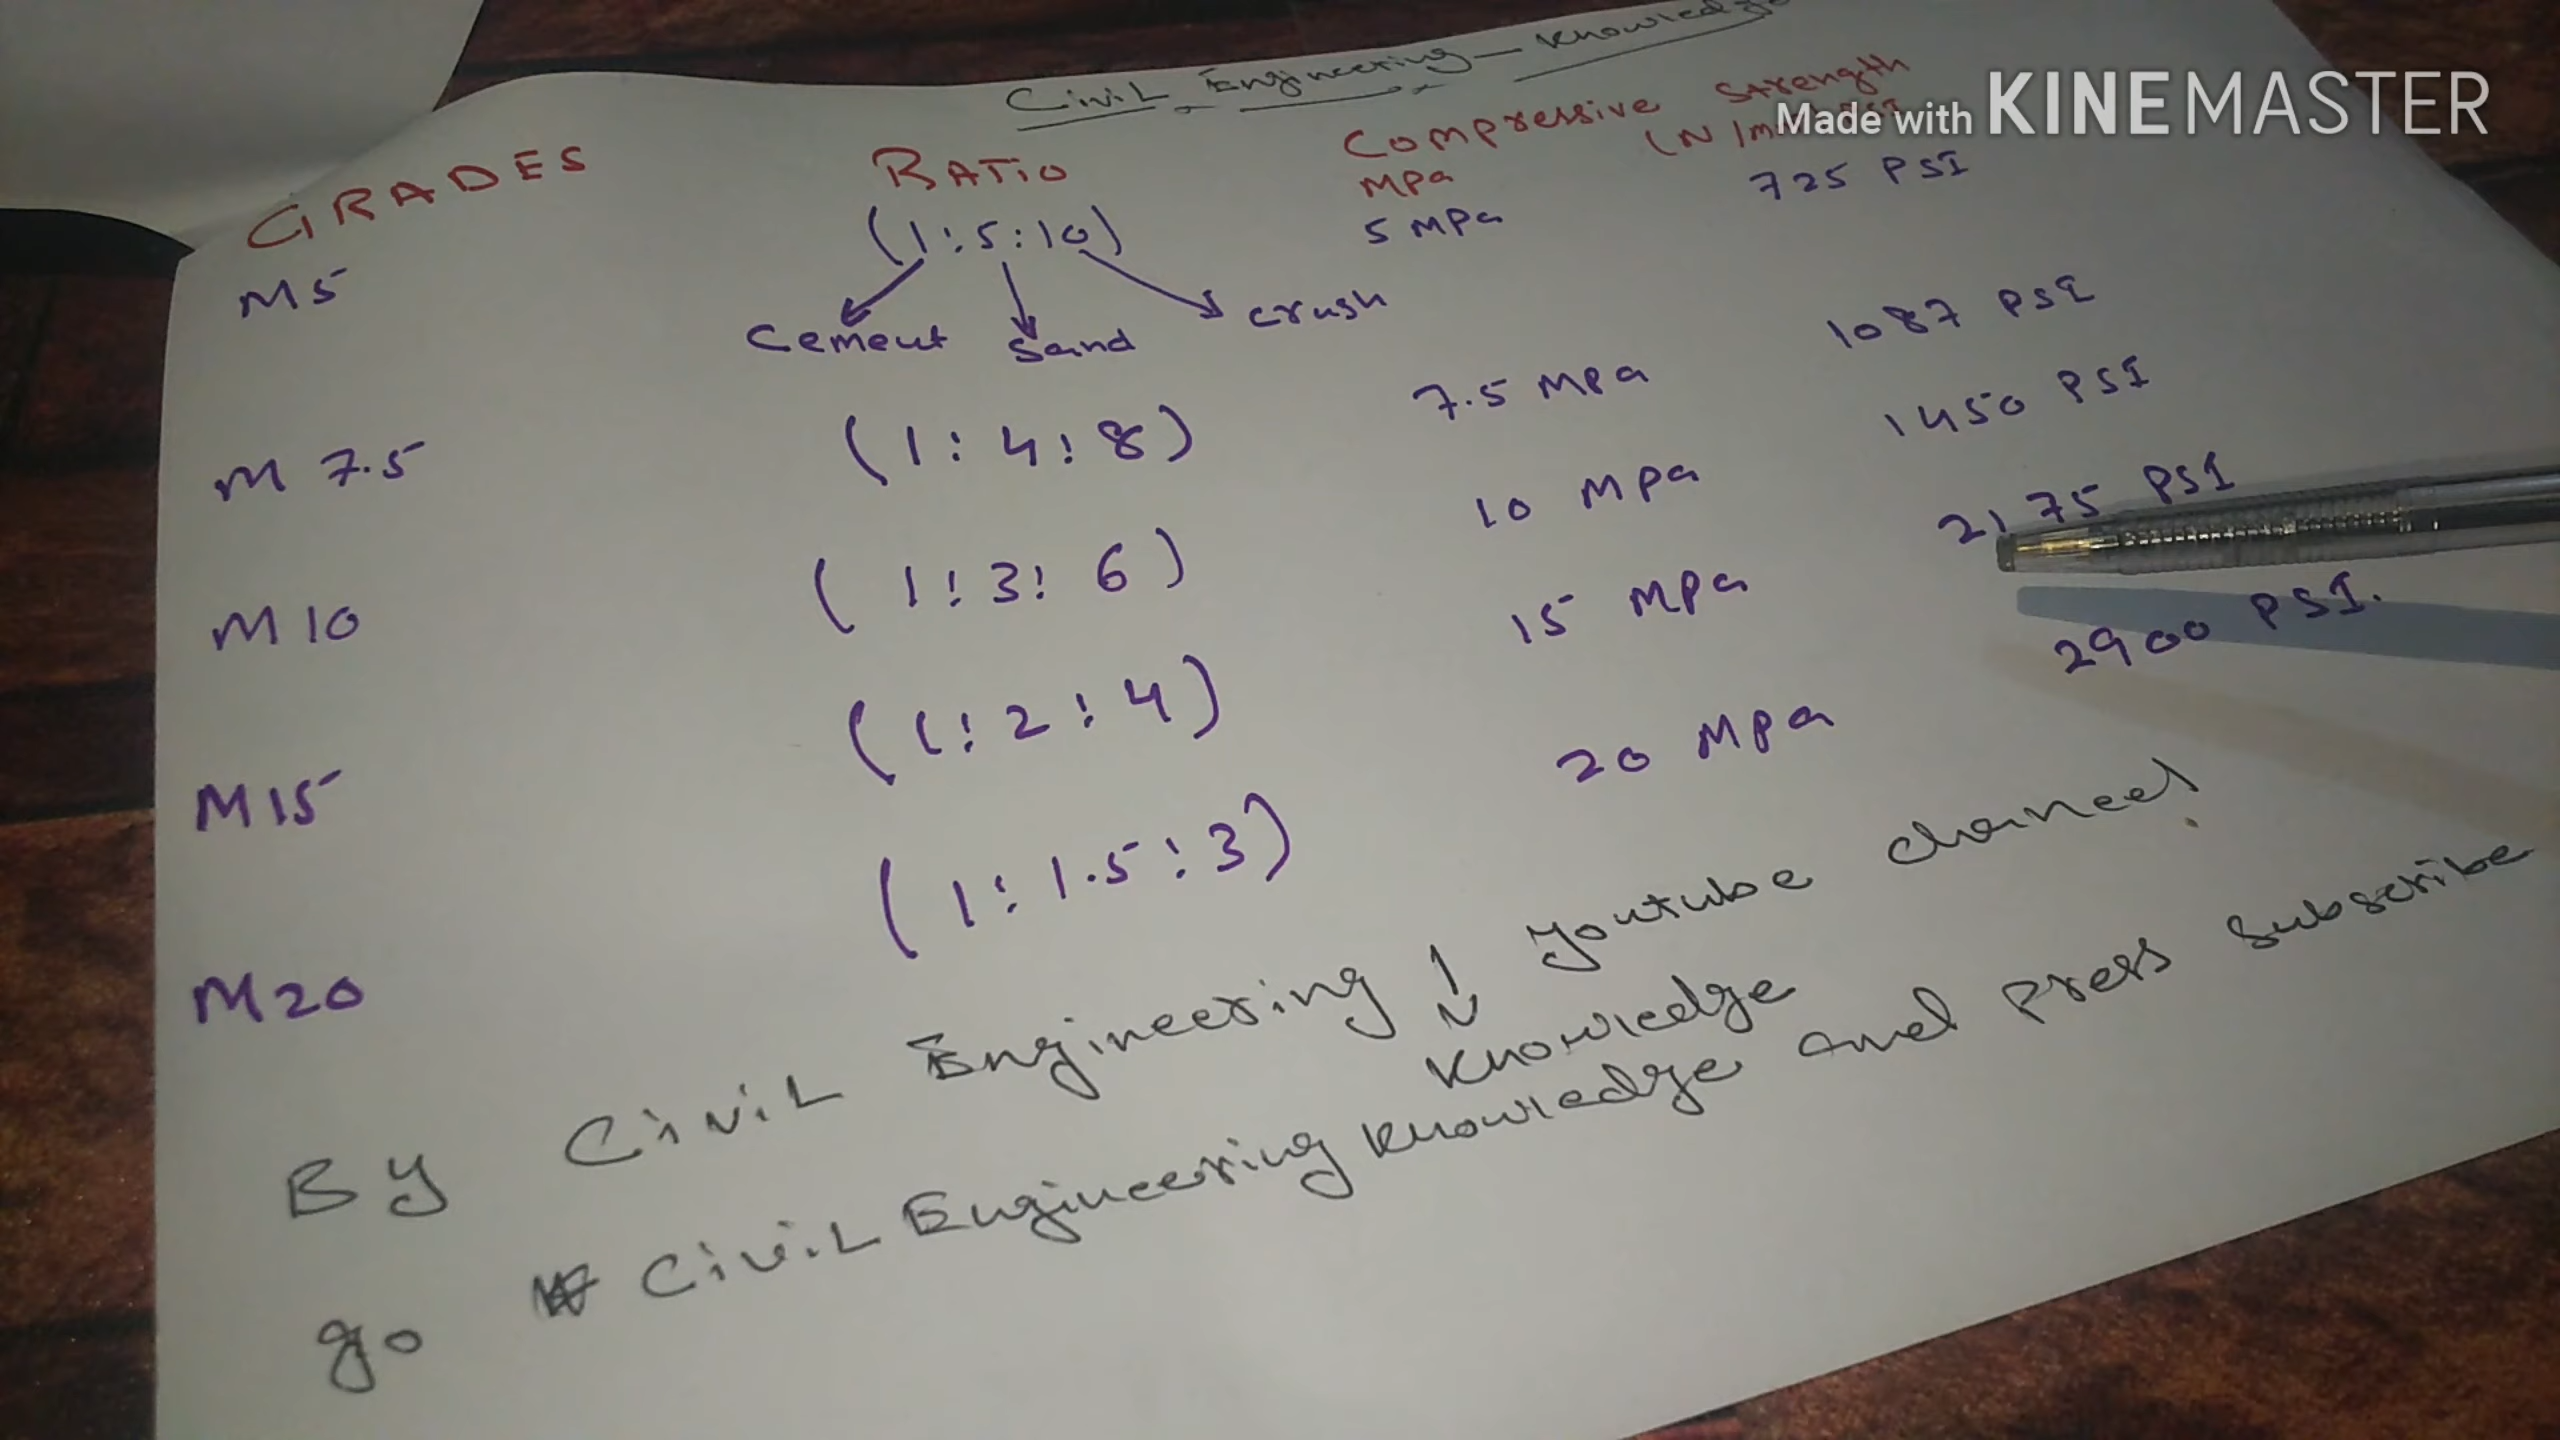 Civil Engineering Knowledge
Made with KINEMASTER
GRADES RATIO Compressive Strength
MPa (N/mm
M5 (1:5:10) 5 MPa 725 PSI
Cement Sand crush
M 7.5 (1:4:8) 7.5 MPa 1087 PSI
M10 (1:3:6) 10 MPa 1450 PSI
M15 (1:2:4) 15 MPa 2175 PSI
M20 (1:1.5:3) 20 MPa 2900 PSI.
By Civil Engineering Youtube channel
Knowledge
go Civil Engineering Knowledge and press subscribe